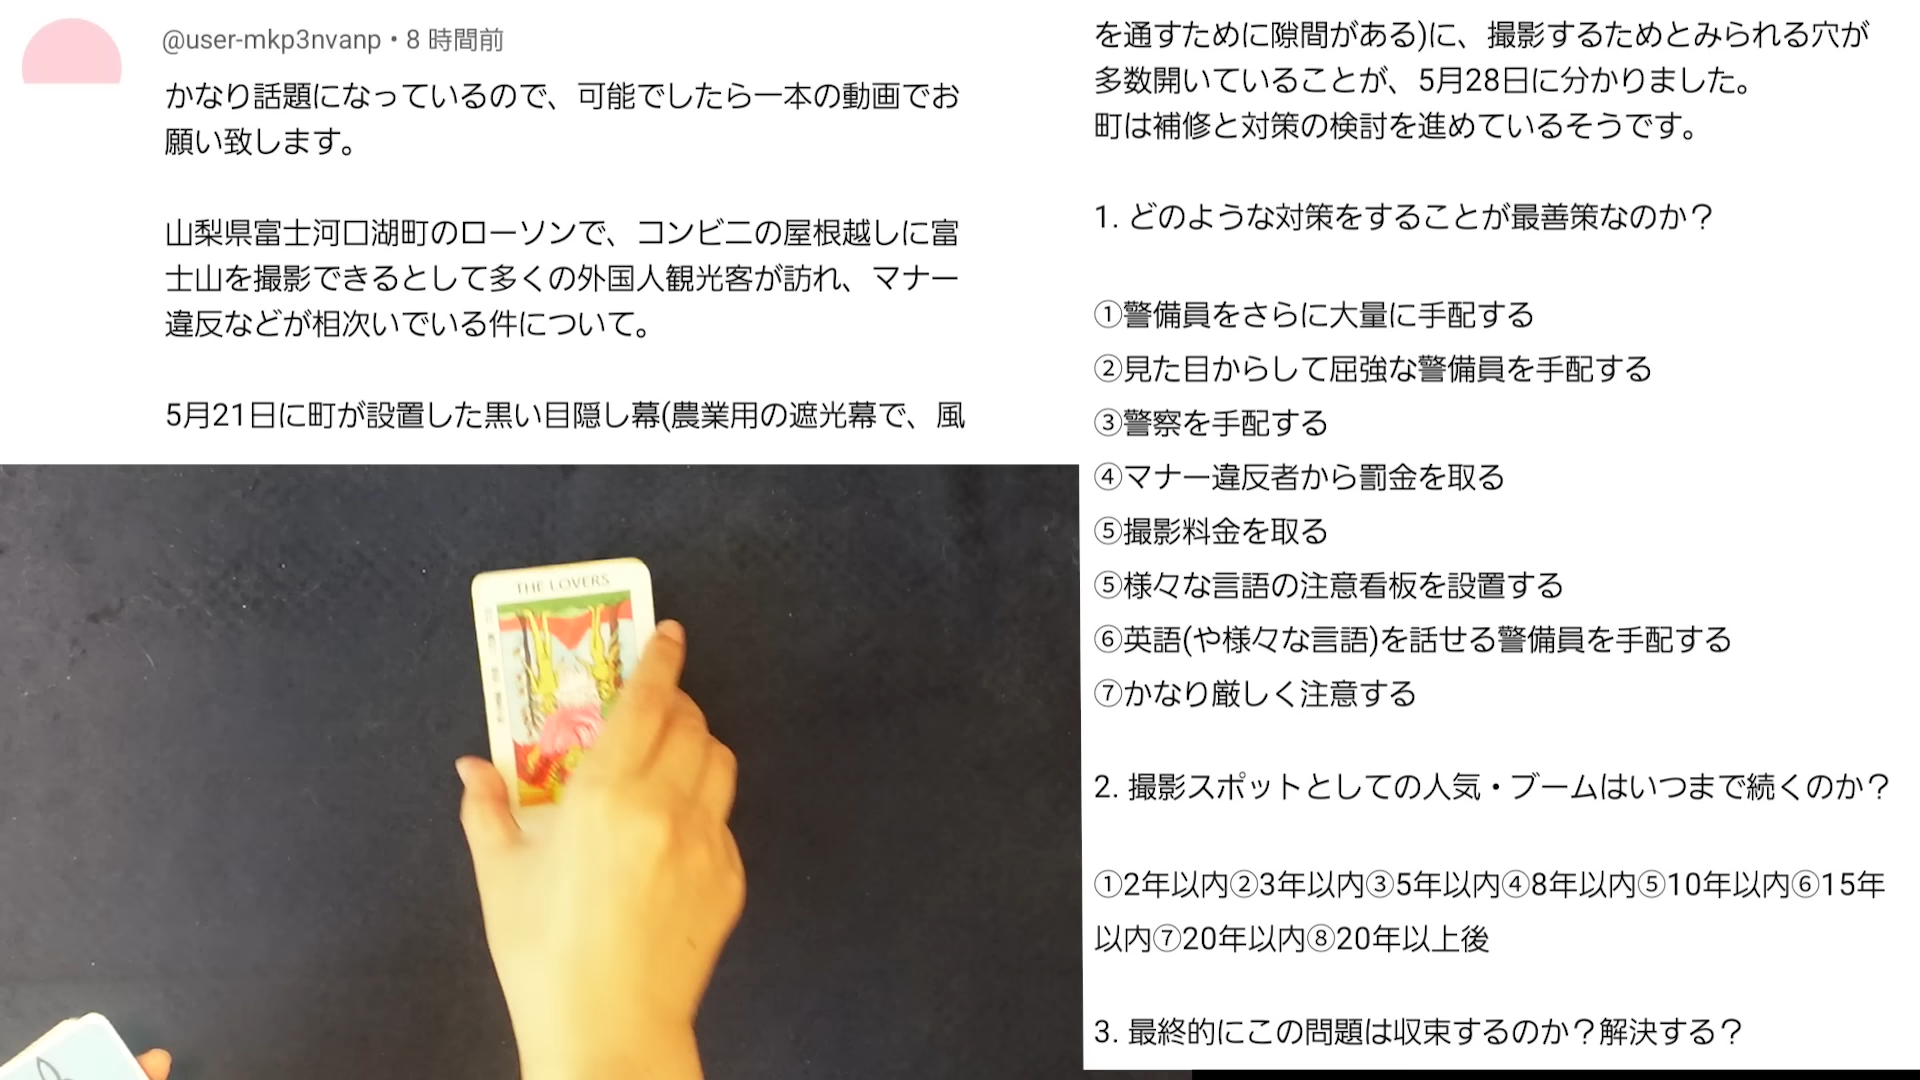 @user-mkp3nvanp • 8 時間前
かなり話題になっているので、可能でしたら一本の動画でお
願い致します。
山梨県富士河口湖町のローソンで、コンビニの屋根越しに富
士山を撮影できるとして多くの外国人観光客が訪れ、マナー
違反などが相次いでいる件について。
5月21日に町が設置した黒い目隠し幕(農業用の遮光幕で、風
を通すために隙間がある)に、撮影するためとみられる穴が
多数開いていることが、5月28日に分かりました。
町は補修と対策の検討を進めているそうです。
1. どのような対策をすることが最善策なのか？
①警備員をさらに大量に手配する
②見た目からして屈強な警備員を手配する
③警察を手配する
④マナー違反者から罰金を取る
⑤撮影料金を取る
⑤様々な言語の注意看板を設置する
⑥英語(や様々な言語)を話せる警備員を手配する
⑦かなり厳しく注意する
2. 撮影スポットとしての人気・ブームはいつまで続くのか？
①2年以内②3年以内③5年以内④8年以内⑤10年以内⑥15年
以内⑦20年以内⑧20年以上後
3. 最終的にこの問題は収束するのか？解決する？
THE LOVERS